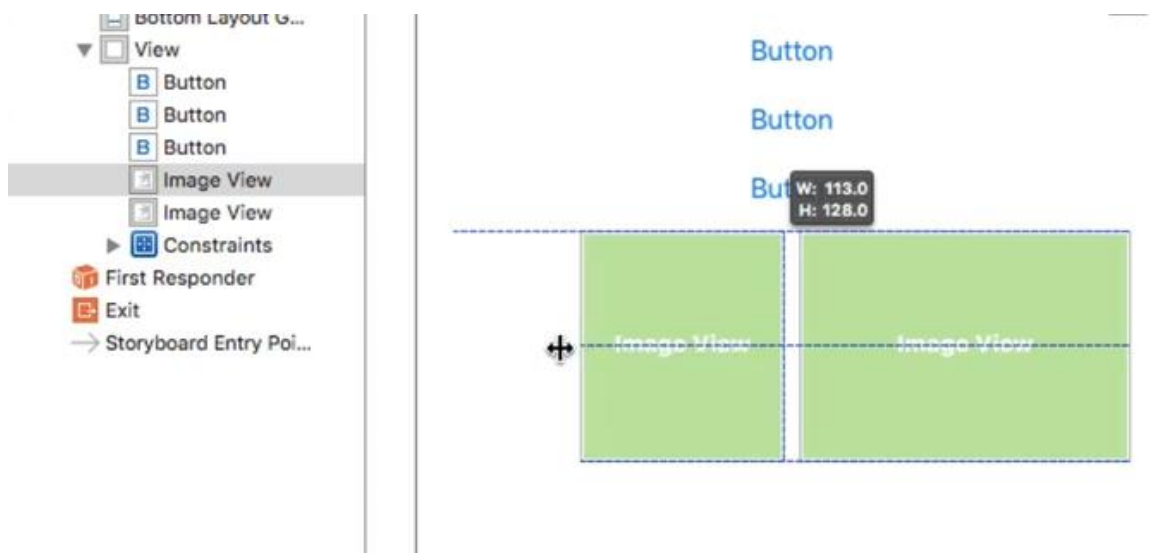 Bottom Layout G...
View
B Button
B Button
B Button
Image View
Image View
Constraints
First Responder
Exit
Storyboard Entry Poi...
Button
Button
But
W: 113.0
H: 128.0
Image View
Image View